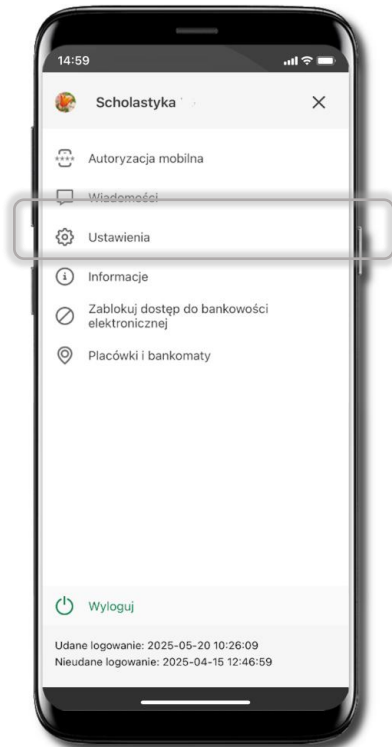 14:59
Scholastyka
Autoryzacja mobilna
Wiadomości
Ustawienia
Informacje
Zablokuj dostęp do bankowości
elektronicznej
Placówki i bankomaty
Wyloguj
Udane logowanie: 2025-05-20 10:26:09
Nieudane logowanie: 2025-04-15 12:46:59